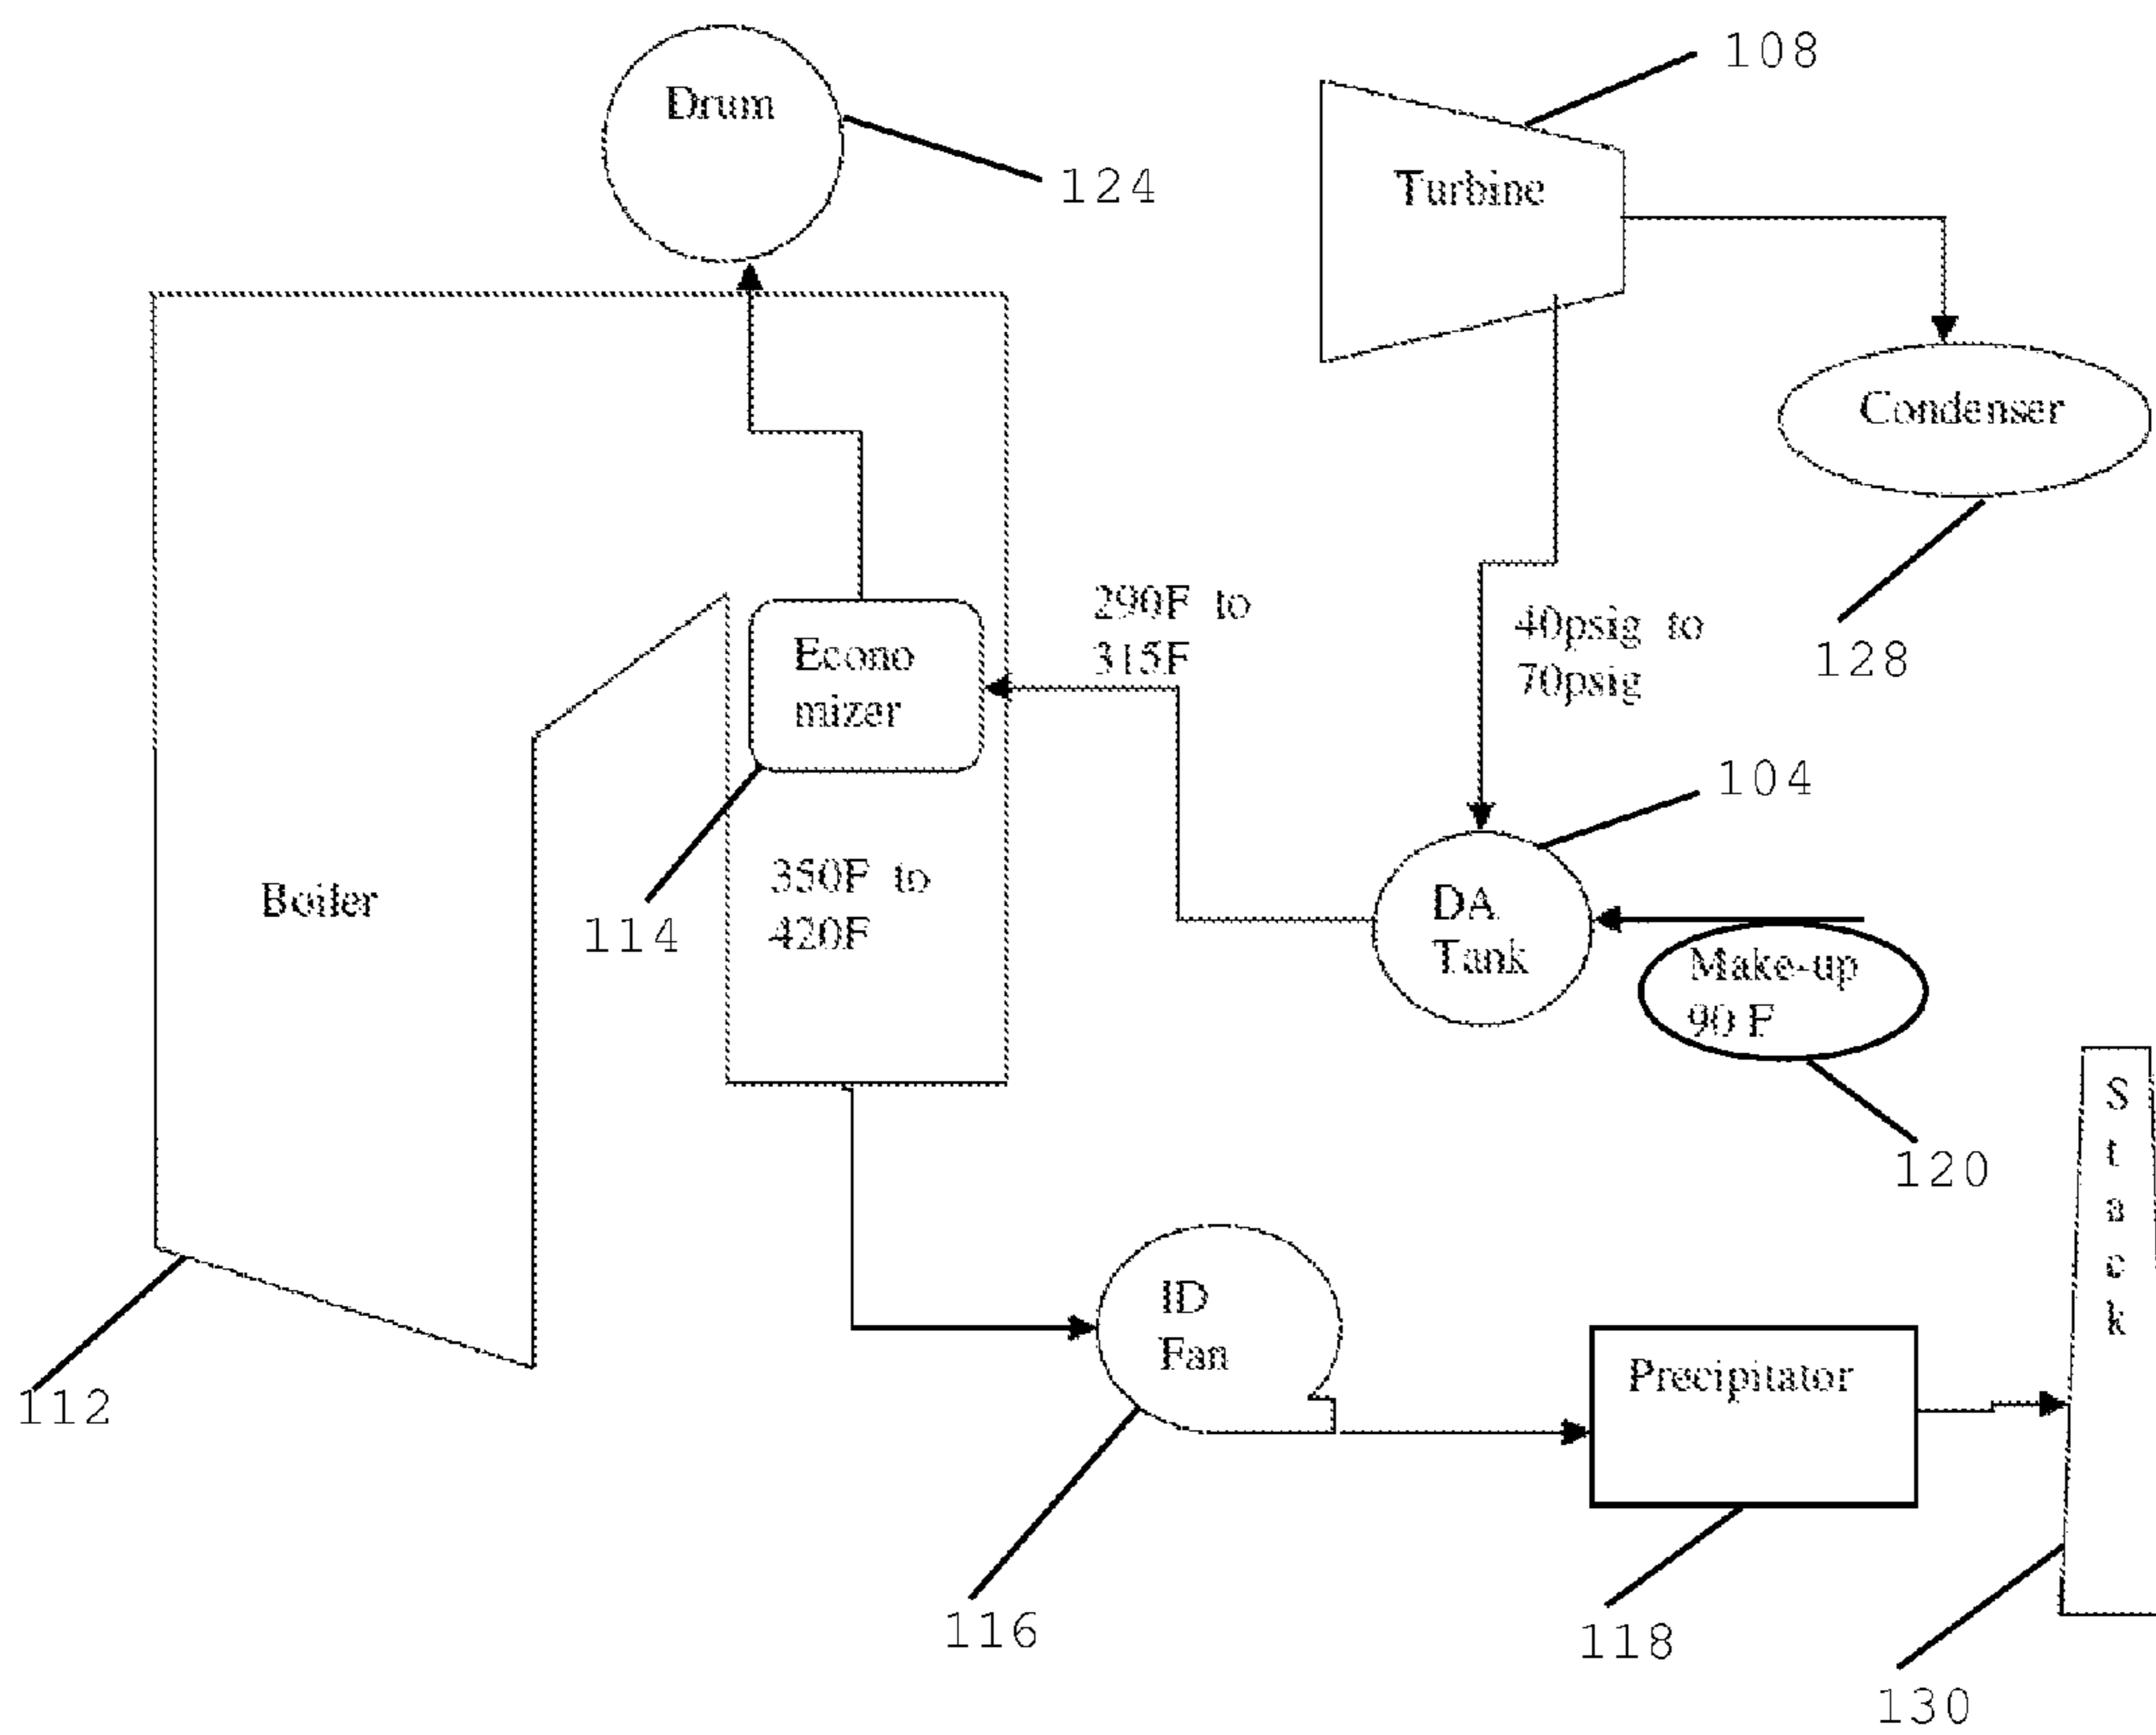 108
Drum
124
Turbine
Condenser
290F to
315F
40psig to
70psig
128
Econo
mizer
104
350F to
420F
Boiler
114
DA
Tank
Make-up
90 F
120
S
t
a
c
k
ID
Fan
Precipitator
112
116
118
130